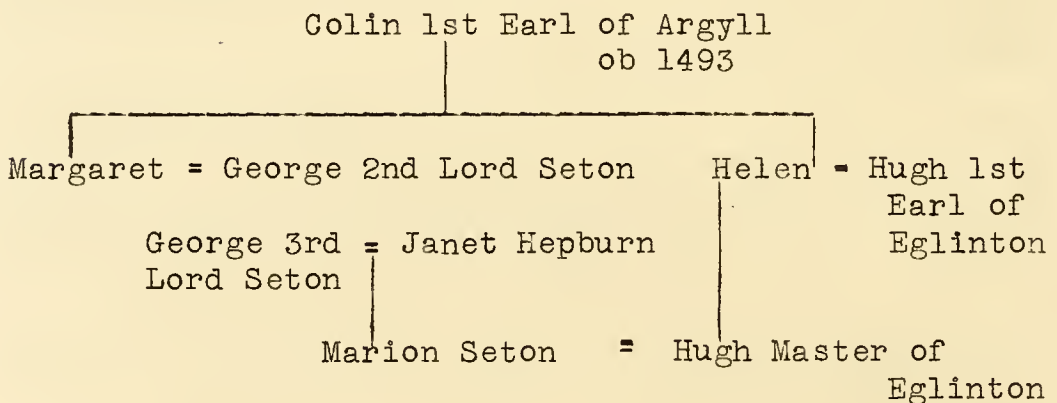 Colin 1st Earl of Argyll
ob 1493
Margaret = George 2nd Lord Seton Helen - Hugh 1st
Earl of
Eglinton
George 3rd = Janet Hepburn
Lord Seton
Marion Seton = Hugh Master of
Eglinton